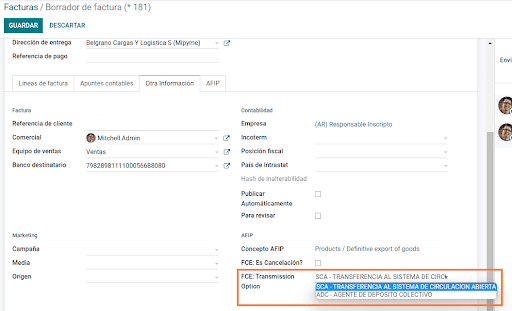 Facturas / Borrador de factura (* 181)
GUARDAR DESCARTAR
Dirección de entrega Belgrano Cargas Y Logistica S (Mipyme)
Referencia de pago
Envi
Líneas de factura Apuntes contables Otra Información AFIP
Factura
Referencia de cliente
Comercial Mitchell Admin
Equipo de ventas Ventas
Banco destinatario 7982898111100056688080
Contabilidad
Empresa (AR) Responsable Inscripto
Incoterm
Posición fiscal
País de Intrastat
Hash de Inalterabilidad
Publicar
Automáticamente
Para revisar
Marketing
Campaña
Media
Origen
AFIP
Concepto AFIP Products / Definitive export of goods
FCE: Es Cancelación?
FCE: Transmission SCA - TRANSFERENCIA AL SISTEMA DE CIRC
Option SCA - TRANSFERENCIA AL SISTEMA DE CIRCULACION ABIERTA
ADC - AGENTE DE DEPOSITO COLECTIVO